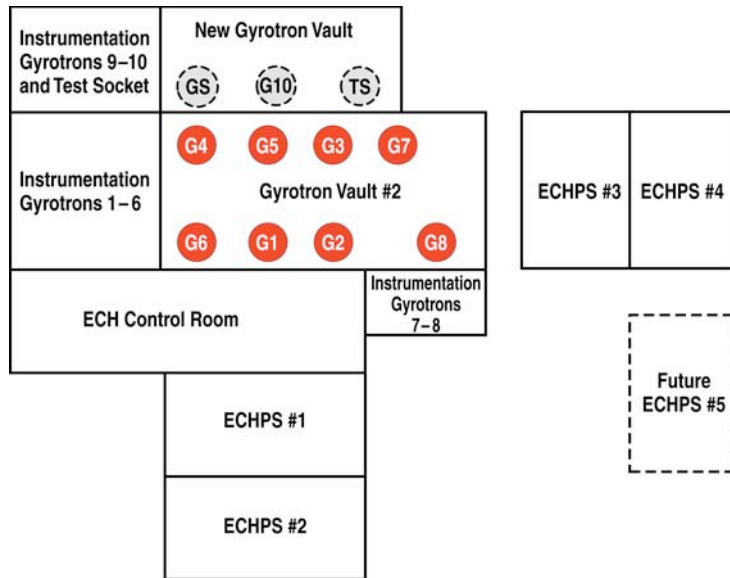 Instrumentation
Gyrotrons 9–10
and Test Socket
New Gyrotron Vault
GS
G10
TS
Instrumentation
Gyrotrons 1–6
G4
G5
G3
G7
Gyrotron Vault #2
G6
G1
G2
G8
ECHPS #3
ECHPS #4
ECH Control Room
Instrumentation
Gyrotrons
7–8
ECHPS #1
ECHPS #2
Future
ECHPS #5